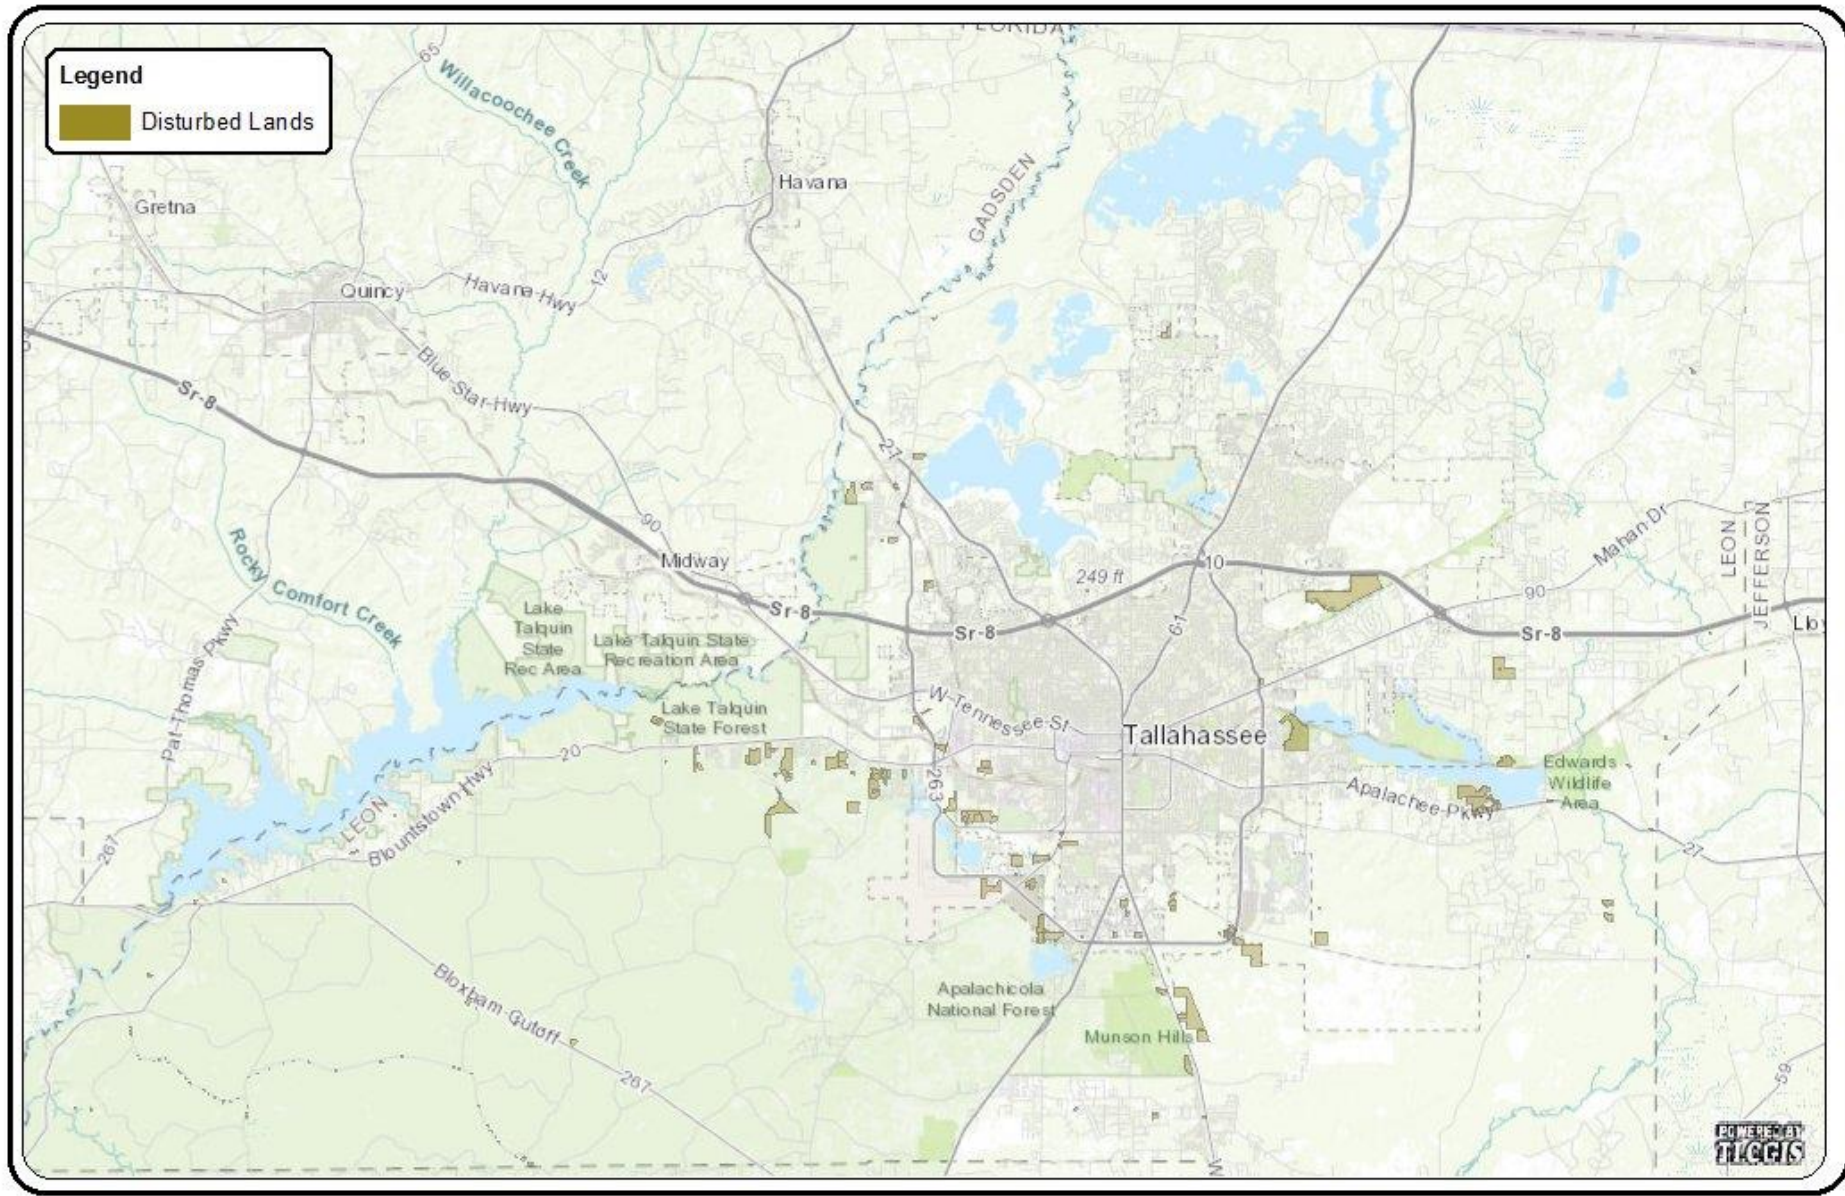 FLORIDA
Legend
Disturbed Lands
65
Willacoochee Creek
Havana
GADSDEN
Gretna
12
Quincy
Havana Hwy
Blue Star Hwy
Sr-8
27
90
Midway
Sr-8
Rocky Comfort Creek
Lake
Talquin
State
Rec Area
Lake Talquin State
Recreation Area
Sr-8
249 ft
10
61
Mahan Dr
90
Sr-8
LEON
JEFFERSON
Pat Thomas Pkwy
Lake Talquin
State Forest
W Tennessee St
Tallahassee
20
263
Edwards
Wildlife
Area
Apalachee Pkwy
LEON
Blountstown Hwy
267
27
Apalachicola
National Forest
Bloxham Cutoff
Munson Hills
267
59
POWERED BY
TLCGIS